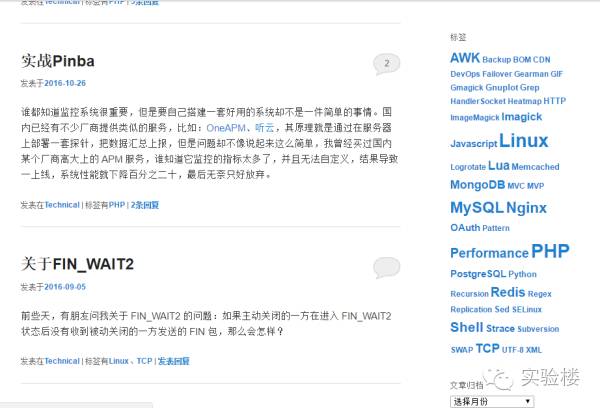 发表在Technical | 标签有PHP | 5条回复
实战Pinba
2
发表于2016-10-26
谁都知道监控系统很重要，但是要自己搭建一套好用的系统却不是一件简单的事情。国
内已经有不少厂商提供类似的服务，比如：OneAPM、听云，其原理就是通过在服务器
上部署一套探针，把数据汇总上报，但是问题却不像说起来这么简单，我曾经买过国内
某个厂商高大上的 APM 服务，谁知道它监控的指标太多了，并且无法自定义，结果导致
一上线，系统性能就下降百分之二十，最后无奈只好放弃。
发表在Technical | 标签有PHP | 2条回复
关于FIN_WAIT2
发表于2016-09-05
前些天，有朋友问我关于 FIN_WAIT2 的问题：如果主动关闭的一方在进入 FIN_WAIT2
状态后没有收到被动关闭的一方发送的 FIN 包，那么会怎样？
发表在Technical | 标签有Linux、TCP | 发表回复
标签
AWK Backup BOM CDN
DevOps Failover Gearman GIF
Gmagick Gnuplot Grep
HandlerSocket Heatmap HTTP
ImageMagick Imagick
Javascript Linux
Logrotate Lua Memcached
MongoDB MVC MVP
MySQL Nginx
OAuth Pattern
Performance PHP
PostgreSQL Python
Recursion Redis Regex
Replication Sed SELinux
Shell Strace Subversion
SWAP TCP UTF-8 XML
实验楼
文章归档
选择月份